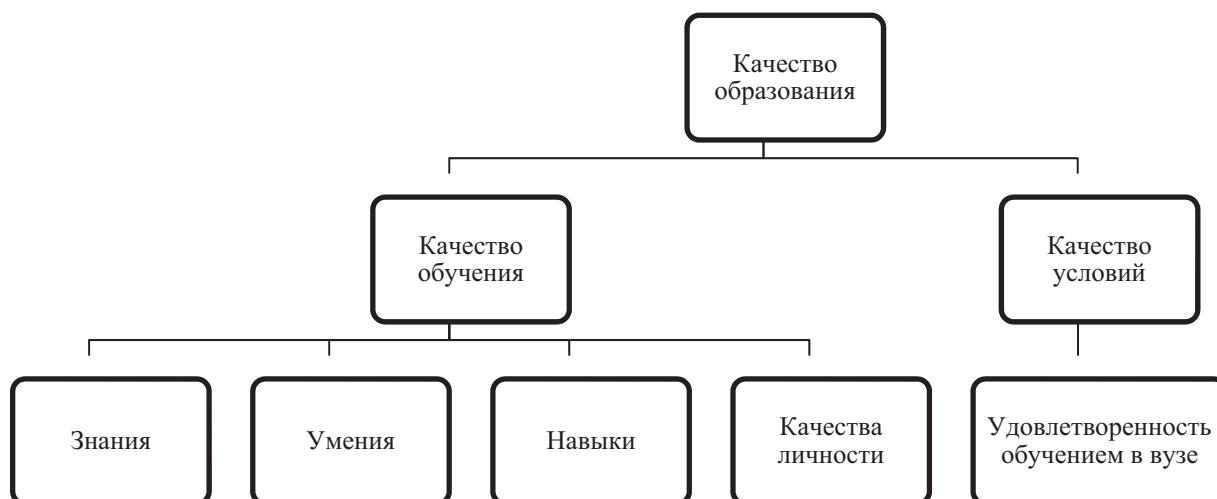 Качество
образования
Качество
обучения
Качество
условий
Знания
Умения
Навыки
Качества
личности
Удовлетворенность
обучением в вузе